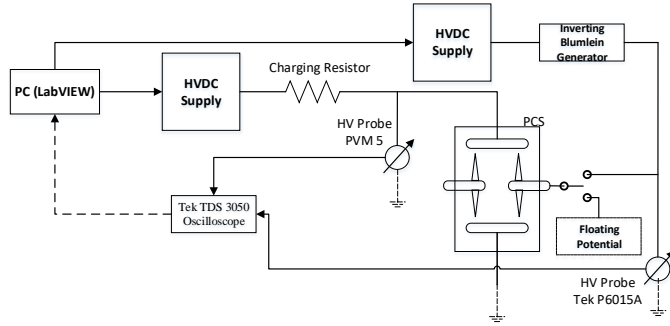 HVDC
Supply
Inverting
Blumlein
Generator
Charging Resistor
PC (LabVIEW)
HVDC
Supply
HV Probe
PVM 5
PCS
Tek TDS 3050
Oscilloscope
Floating
Potential
HV Probe
Tek P6015A